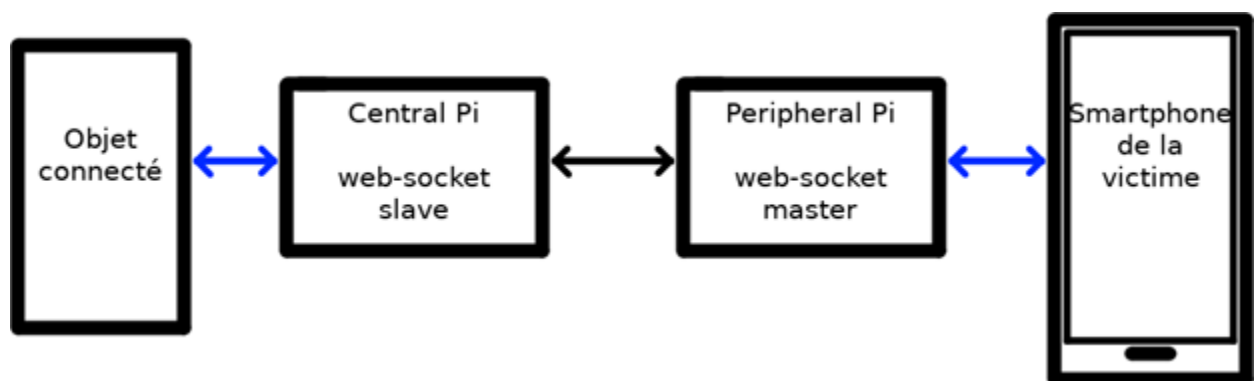 Objet
connecté
Central Pi
web-socket
slave
Peripheral Pi
web-socket
master
Smartphone
de la
victime